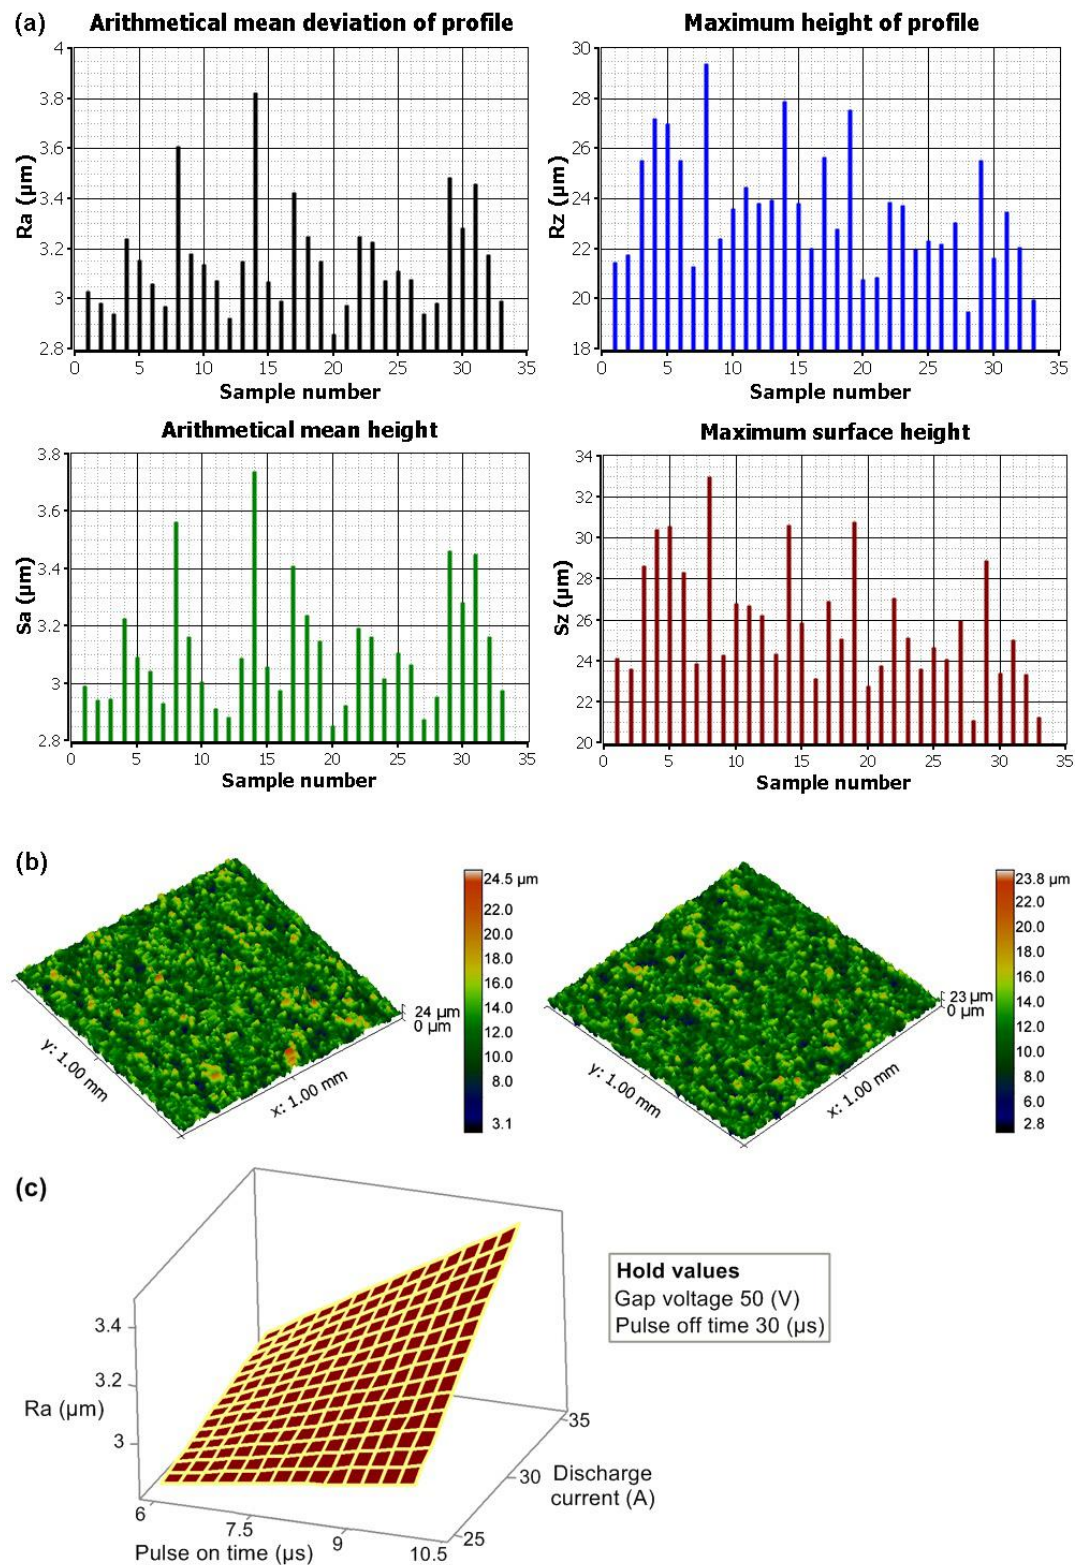 (a)
Arithmetical mean deviation of profile
4
3.8
3.6
3.4
3.2
3
2.8
Ra (µm)
0 5 10 15 20 25 30 35
Sample number
Maximum height of profile
30
28
26
24
22
20
18
Rz (µm)
0 5 10 15 20 25 30 35
Sample number
Arithmetical mean height
3.8
3.6
3.4
3.2
3
2.8
Sa (µm)
0 5 10 15 20 25 30 35
Sample number
Maximum surface height
34
32
30
28
26
24
22
20
Sz (µm)
0 5 10 15 20 25 30 35
Sample number
(b)
24.5 µm
22.0
20.0
18.0
16.0
14.0
12.0
10.0
8.0
3.1
24 µm
0 µm
y: 1.00 mm
x: 1.00 mm
23.8 µm
22.0
20.0
18.0
16.0
14.0
12.0
10.0
8.0
6.0
2.8
23 µm
0 µm
y: 1.00 mm
x: 1.00 mm
(c)
3.4
3.2
3
Ra (µm)
6
7.5
9
10.5
Pulse on time (µs)
25
30
35
Discharge
current (A)
Hold values
Gap voltage 50 (V)
Pulse off time 30 (µs)